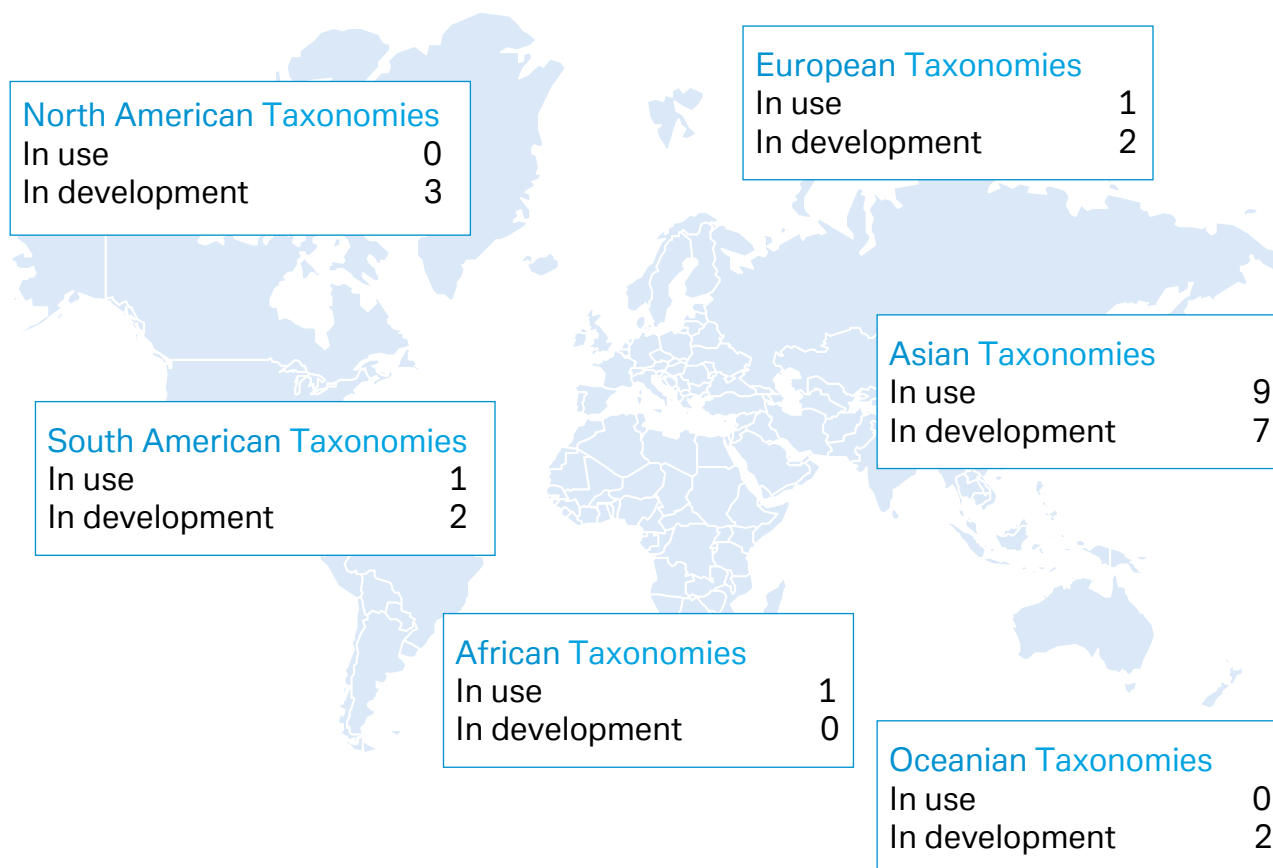 North American Taxonomies
In use 0
In development 3
European Taxonomies
In use 1
In development 2
Asian Taxonomies
In use 9
In development 7
South American Taxonomies
In use 1
In development 2
African Taxonomies
In use 1
In development 0
Oceanian Taxonomies
In use 0
In development 2